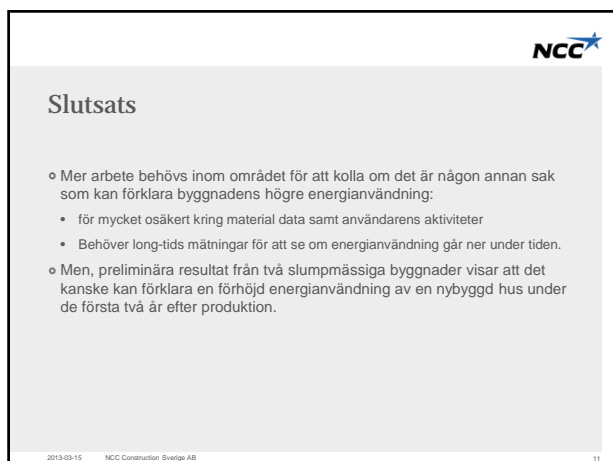 NCC
Slutsats
Mer arbete behövs inom området för att kolla om det är någon annan sak
som kan förklara byggnadens högre energianvändning:
• för mycket osäkert kring material data samt användarens aktiviteter
• Behöver long-tids mätningar för att se om energianvändning går ner under tiden.
Men, preliminära resultat från två slumpmässiga byggnader visar att det
kanske kan förklara en förhöjd energianvändning av en nybyggd hus under
de första två år efter produktion.
2013-03-15 NCC Construction Sverige AB 11